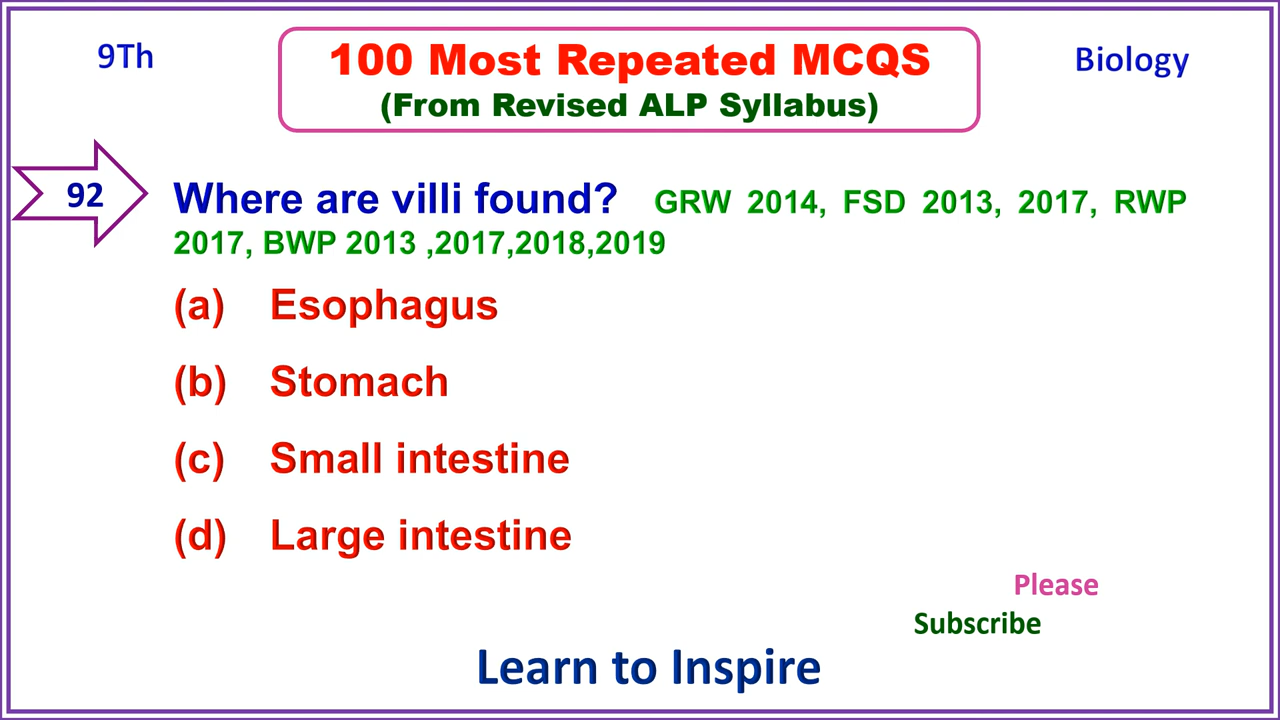 9Th
100 Most Repeated MCQS
Biology
(From Revised ALP Syllabus)
92
Where are villi found? GRW 2014, FSD 2013, 2017, RWP
2017, BWP 2013 ,2017,2018,2019
(a) Esophagus
(b) Stomach
(c) Small intestine
(d) Large intestine
Please
Subscribe
Learn to Inspire